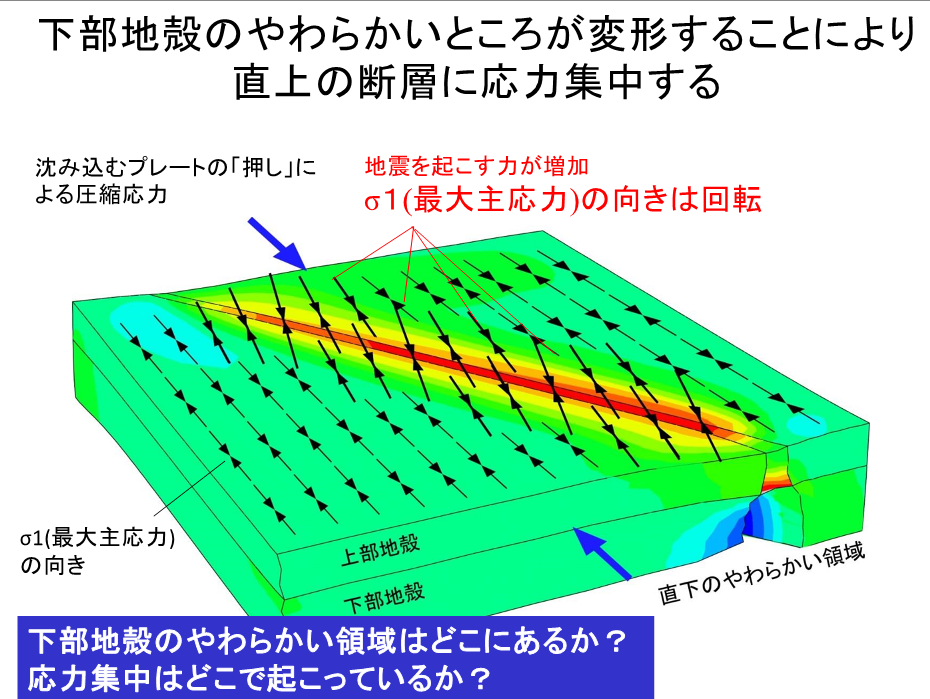 下部地殻のやわらかいところが変形することにより
直上の断層に応力集中する
沈み込むプレートの「押し」に
よる圧縮応力
地震を起こす力が増加
σ1(最大主応力)の向きは回転
σ1(最大主応力)
の向き
上部地殻
下部地殻
直下のやわらかい領域
下部地殻のやわらかい領域はどこにあるか？
応力集中はどこで起こっているか？